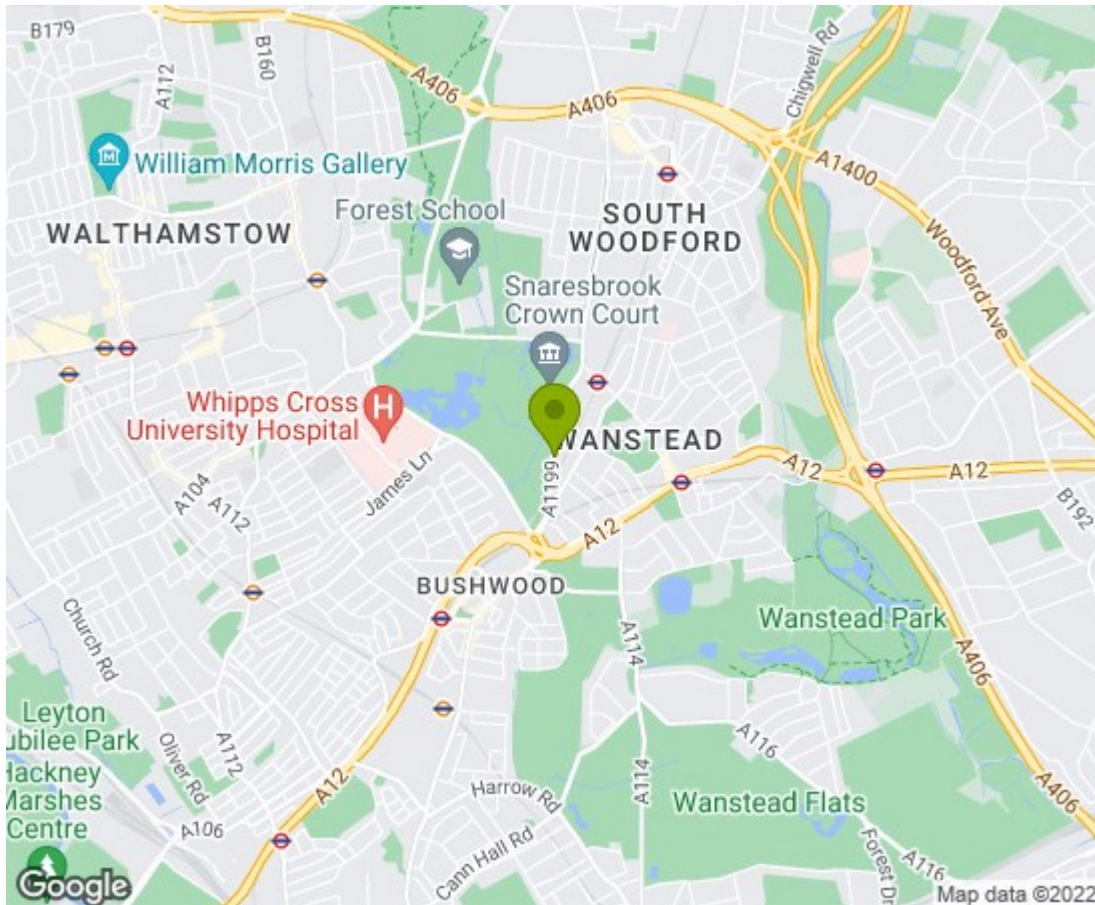 B179
A112
B160
A406
A406
Chigwell Rd
A1400
Woodford Ave
William Morris Gallery
Forest School
SOUTH
WOODFORD
WALTHAMSTOW
Snaresbrook
Crown Court
Whipps Cross
University Hospital
H
James Ln
WANSTEAD
A1199
A12
A12
A12
B192
A104
A112
BUSHWOOD
Church Rd
A114
Wanstead Park
A406
Leyton
Jubilee Park
Oliver Rd
A112
A12
Hackney
Marshes
Centre
A106
Harrow Rd
Cann Hall Rd
A114
A116
Wanstead Flats
A406
Forest Dr
A116
Google
Map data ©2022